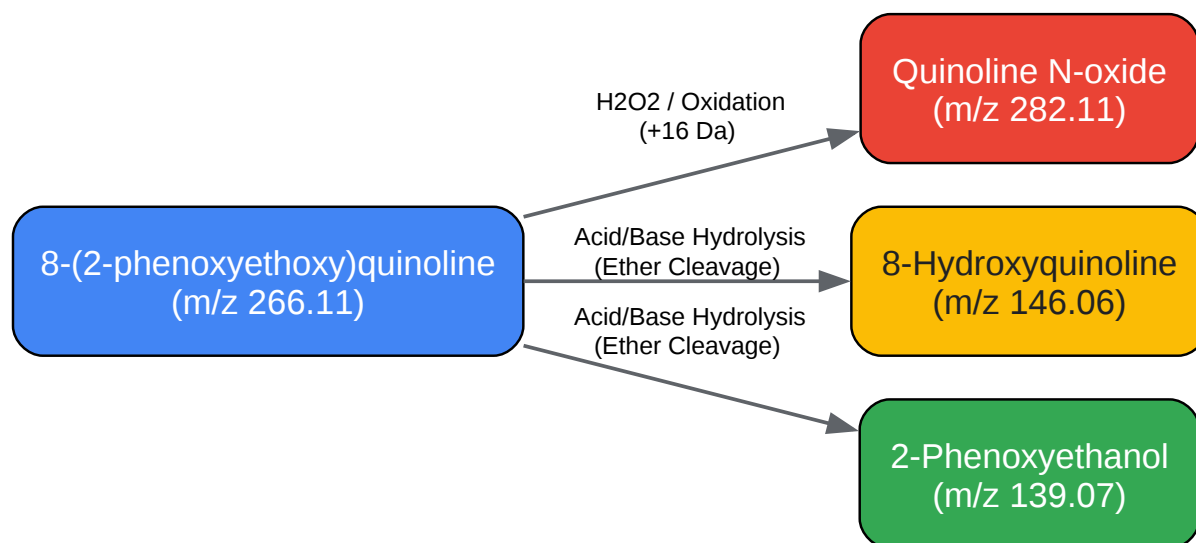 Quinoline N-oxide
(m/z 282.11)
H2O2 / Oxidation
(+16 Da)
8-(2-phenoxyethoxy)quinoline
(m/z 266.11)
Acid/Base Hydrolysis
(Ether Cleavage)
8-Hydroxyquinoline
(m/z 146.06)
Acid/Base Hydrolysis
(Ether Cleavage)
2-Phenoxyethanol
(m/z 139.07)